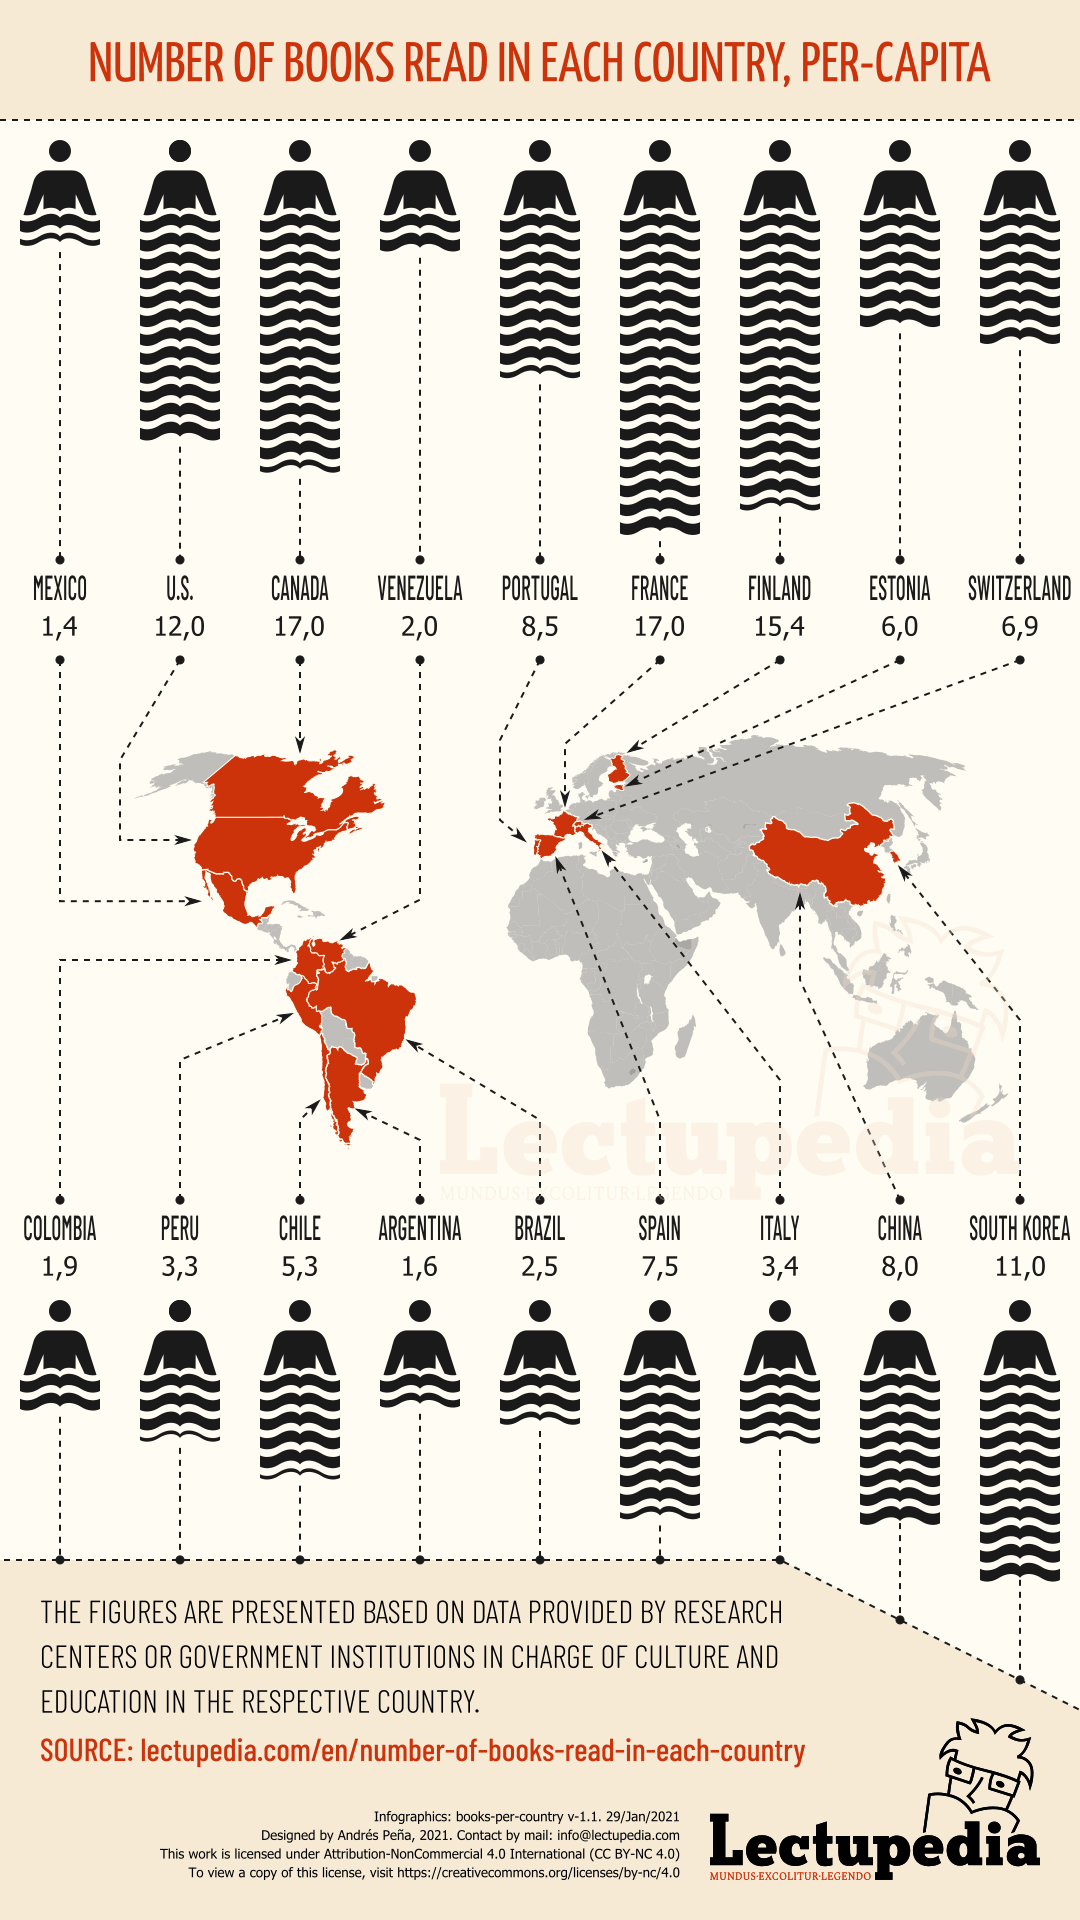 NUMBER OF BOOKS READ IN EACH COUNTRY, PER-CAPITA
MEXICO U.S. CANADA VENEZUELA PORTUGAL FRANCE FINLAND ESTONIA SWITZERLAND
1,4 12,0 17,0 2,0 8,5 17,0 15,4 6,0 6,9
Lectupedia
MUNDUS·EXCOLITUR·LEGENDO
COLOMBIA PERU CHILE ARGENTINA BRAZIL SPAIN ITALY CHINA SOUTH KOREA
1,9 3,3 5,3 1,6 2,5 7,5 3,4 8,0 11,0
THE FIGURES ARE PRESENTED BASED ON DATA PROVIDED BY RESEARCH
CENTERS OR GOVERNMENT INSTITUTIONS IN CHARGE OF CULTURE AND
EDUCATION IN THE RESPECTIVE COUNTRY.
SOURCE: lectupedia.com/en/number-of-books-read-in-each-country
Infographics: books-per-country v-1.1. 29/Jan/2021
Designed by Andrés Peña, 2021. Contact by mail: info@lectupedia.com
This work is licensed under Attribution-NonCommercial 4.0 International (CC BY-NC 4.0)
To view a copy of this license, visit https://creativecommons.org/licenses/by-nc/4.0
Lectupedia
MUNDUS·EXCOLITUR·LEGENDO